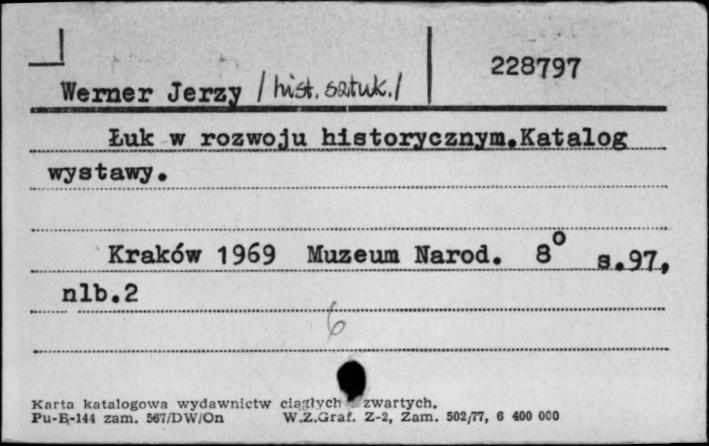 228797
Werner Jerzy /hist. sztuk./
Łuk w rozwoju historycznym.Katalog
wystawy.
Kraków 1969 Muzeum Narod. 8° s.97,
nlb.2
6
Karta katalogowa wydawnictw ciągłych zwartych.
Pu-B-144 zam. 567/DW/On W.Z.Graf. Z-2, Zam. 502/77, 6 400 000